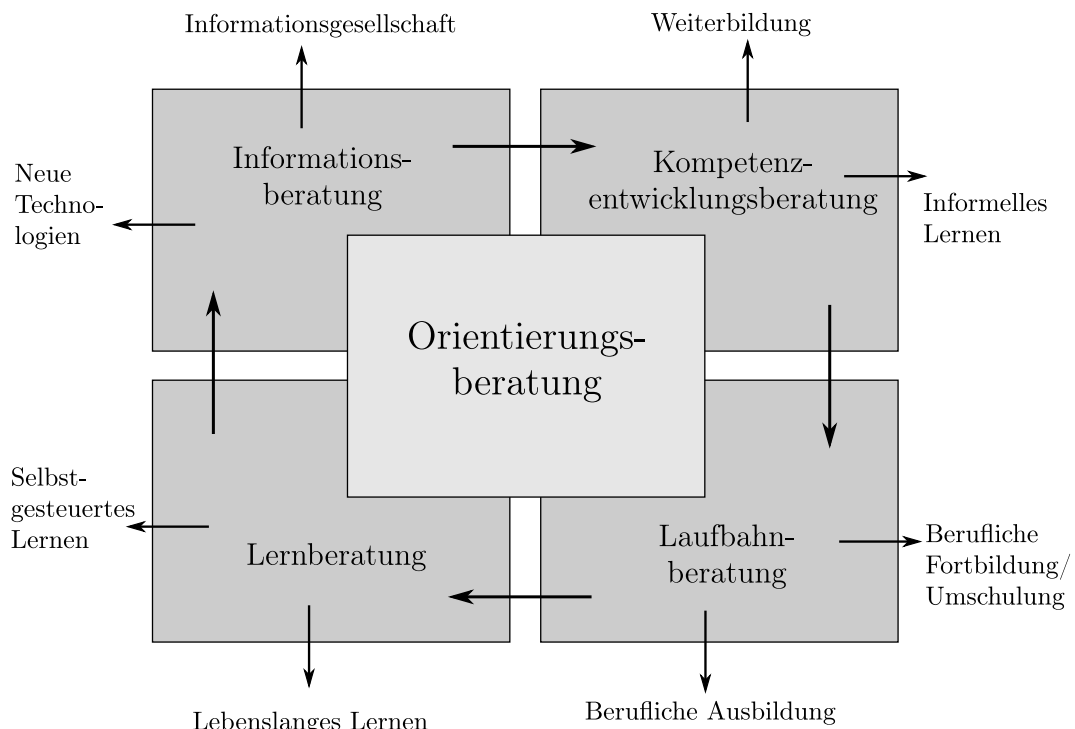 Informationsgesellschaft
Weiterbildung
Informations-
beratung
Kompetenz-
entwicklungsberatung
Neue
Techno-
logien
Informelles
Lernen
Orientierungs-
beratung
Selbst-
gesteuertes
Lernen
Lernberatung
Laufbahn-
beratung
Berufliche
Fortbildung/
Umschulung
Lebenslanges Lernen
Berufliche Ausbildung